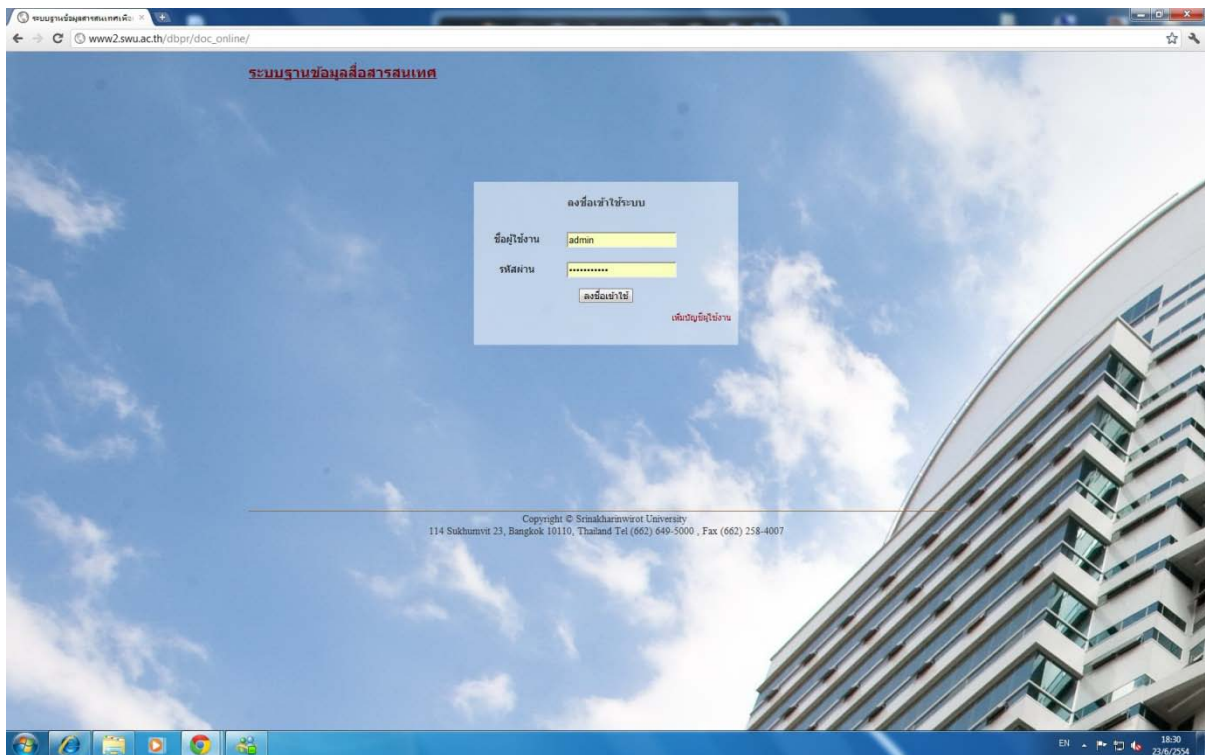 ระบบฐานข้อมูลสารสนเทศเพื่อ
www2.swu.ac.th/dbpr/doc_online/
ระบบฐานข้อมูลสื่อสารสนเทศ
ลงชื่อเข้าใช้ระบบ
ชื่อผู้ใช้งาน admin
รหัสผ่าน •••••••••••
ลงชื่อเข้าใช้
เพิ่มบัญชีผู้ใช้งาน
Copyright © Srinakharinwirot University
114 Sukhumvit 23, Bangkok 10110, Thailand Tel (662) 649-5000 , Fax (662) 258-4007
EN
18:30
23/6/2554